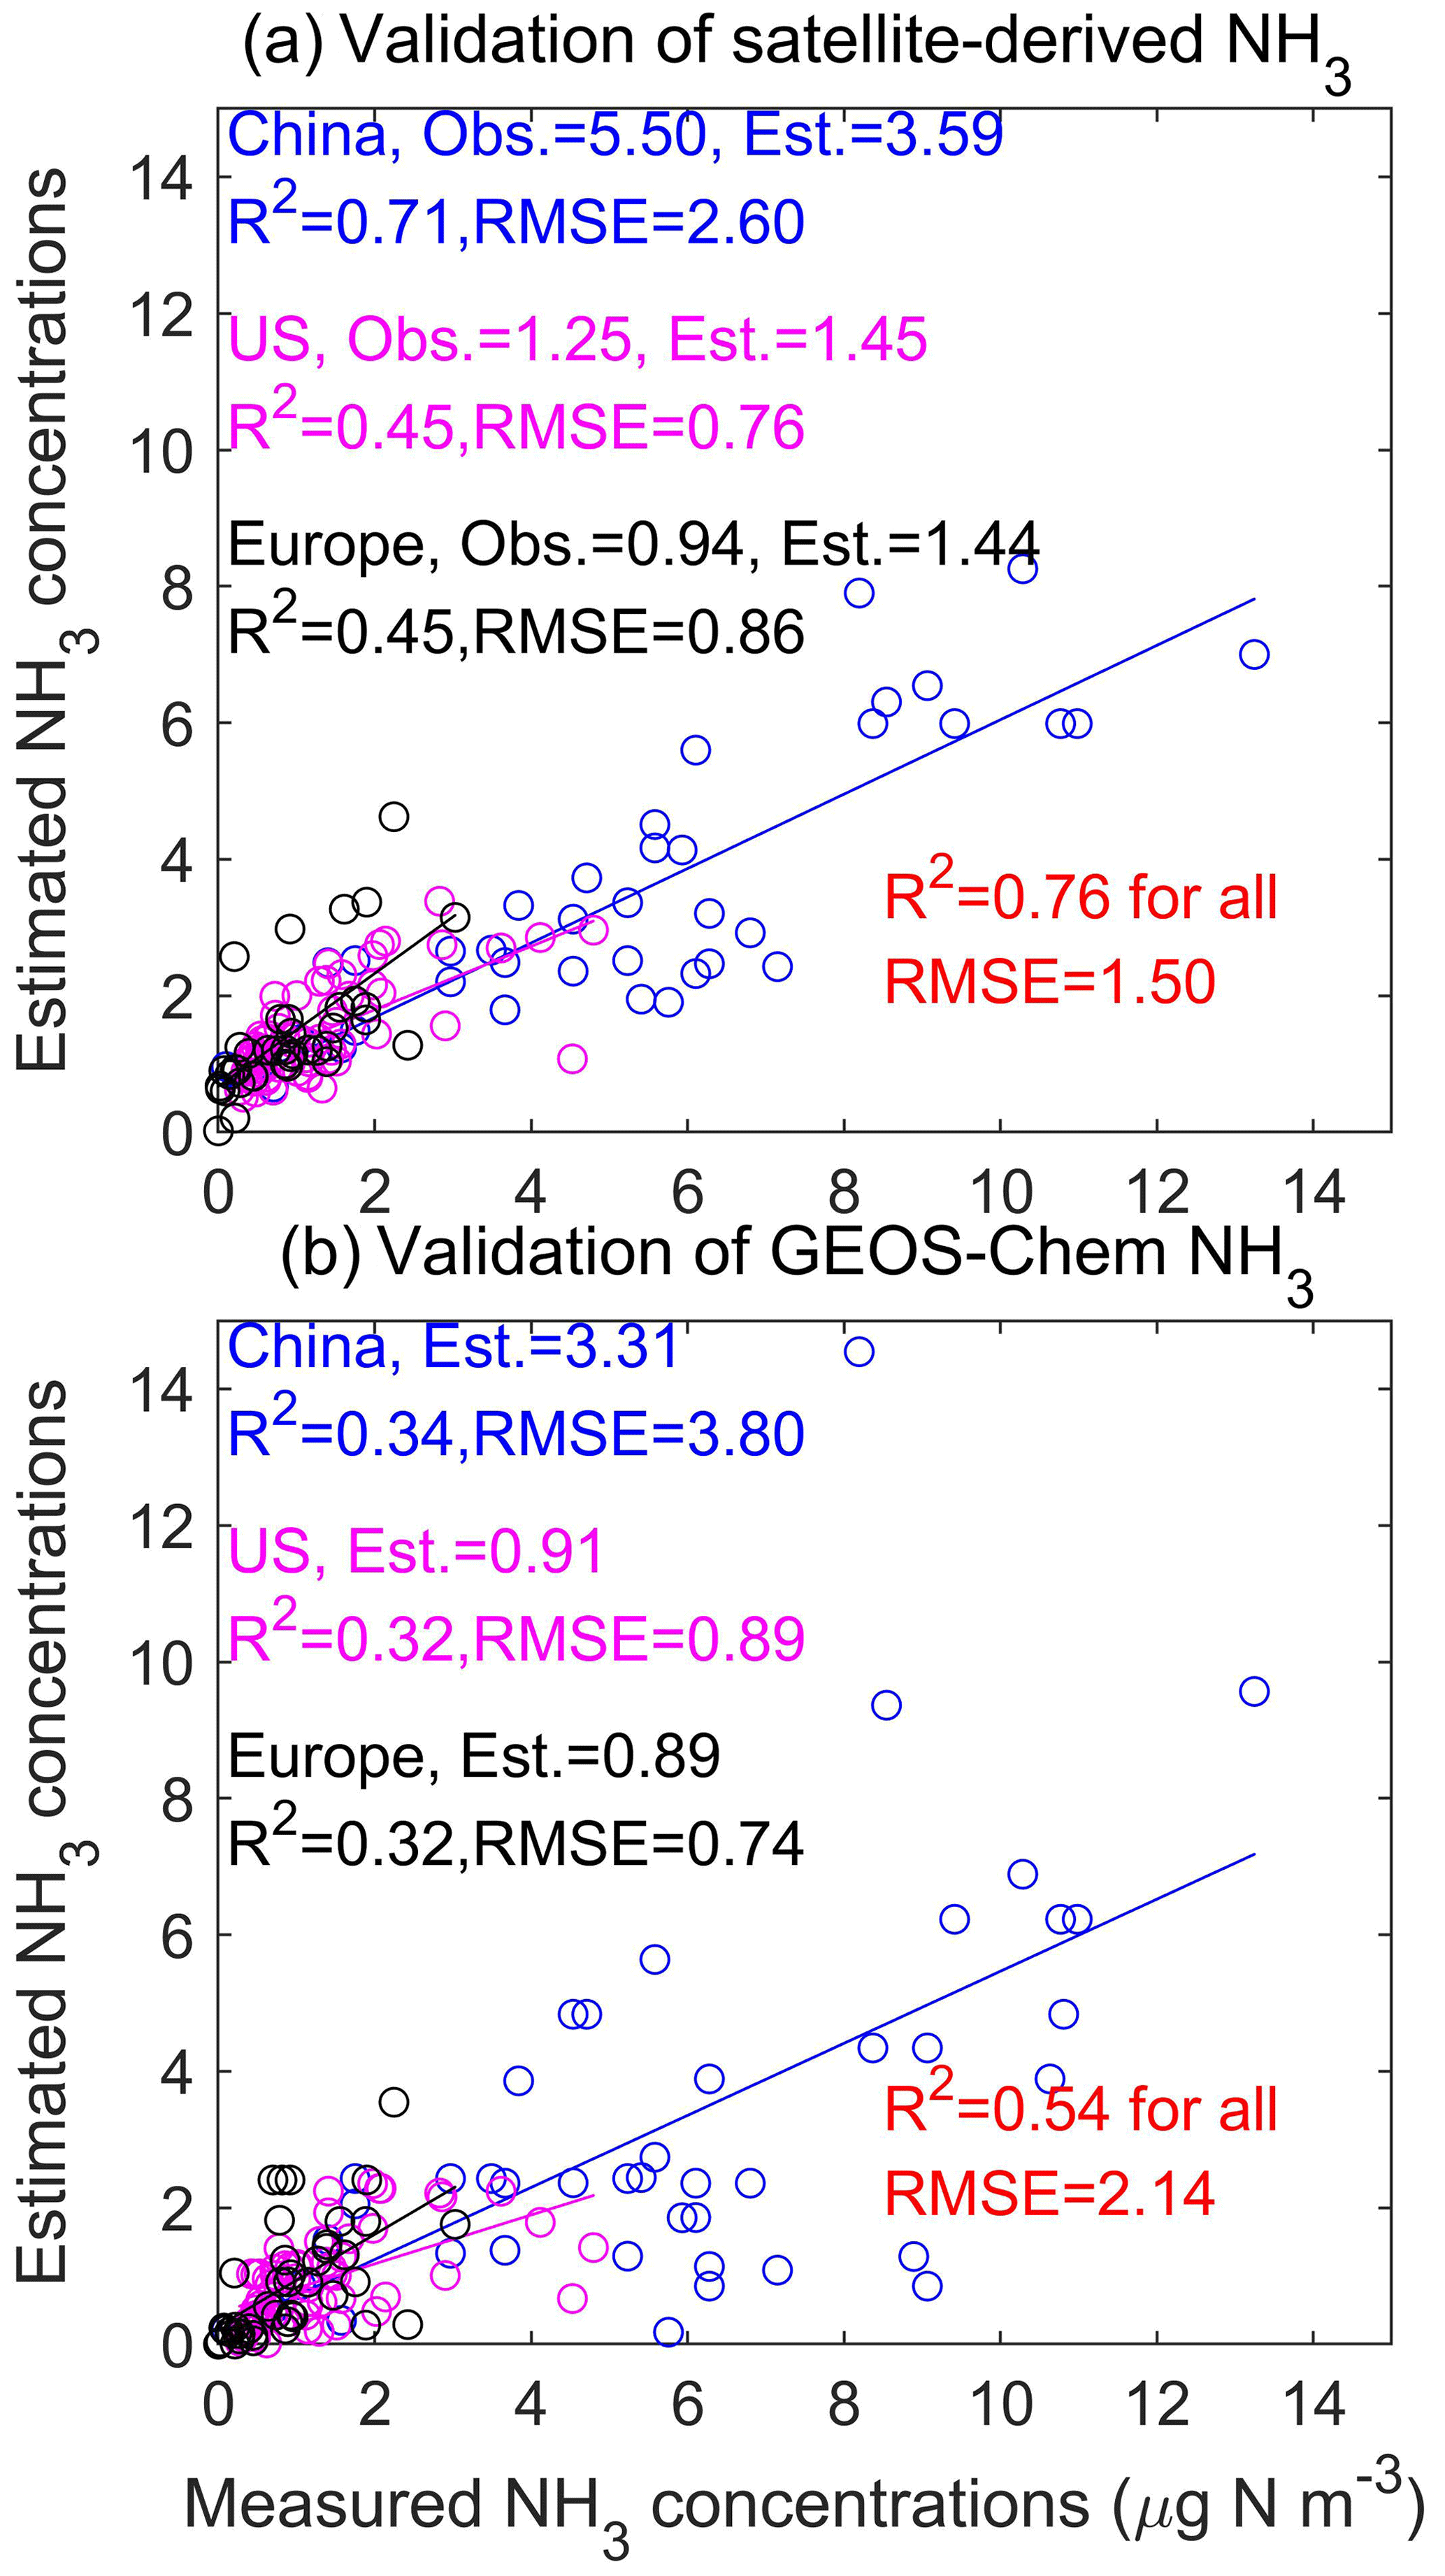 (a) Validation of satellite-derived NH3
China, Obs.=5.50, Est.=3.59
R2=0.71,RMSE=2.60
US, Obs.=1.25, Est.=1.45
R2=0.45,RMSE=0.76
Europe, Obs.=0.94, Est.=1.44
R2=0.45,RMSE=0.86
R2=0.76 for all
RMSE=1.50
Estimated NH3 concentrations
14
12
10
8
6
4
2
0
0 2 4 6 8 10 12 14
(b) Validation of GEOS-Chem NH3
China, Est.=3.31
R2=0.34,RMSE=3.80
US, Est.=0.91
R2=0.32,RMSE=0.89
Europe, Est.=0.89
R2=0.32,RMSE=0.74
R2=0.54 for all
RMSE=2.14
Estimated NH3 concentrations
14
12
10
8
6
4
2
0
0 2 4 6 8 10 12 14
Measured NH3 concentrations (μg N m-3)